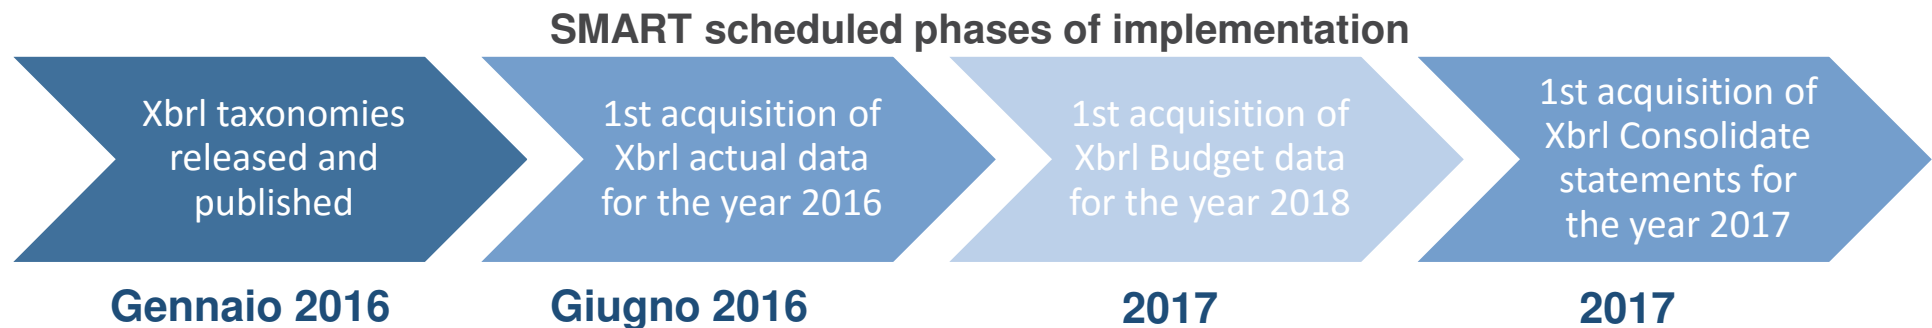 SMART scheduled phases of implementation
Xbrl taxonomies
released and
published
1st acquisition of
Xbrl actual data
for the year 2016
1st acquisition of
Xbrl Budget data
for the year 2018
1st acquisition of
Xbrl Consolidate
statements for
the year 2017
Gennaio 2016
Giugno 2016
2017
2017